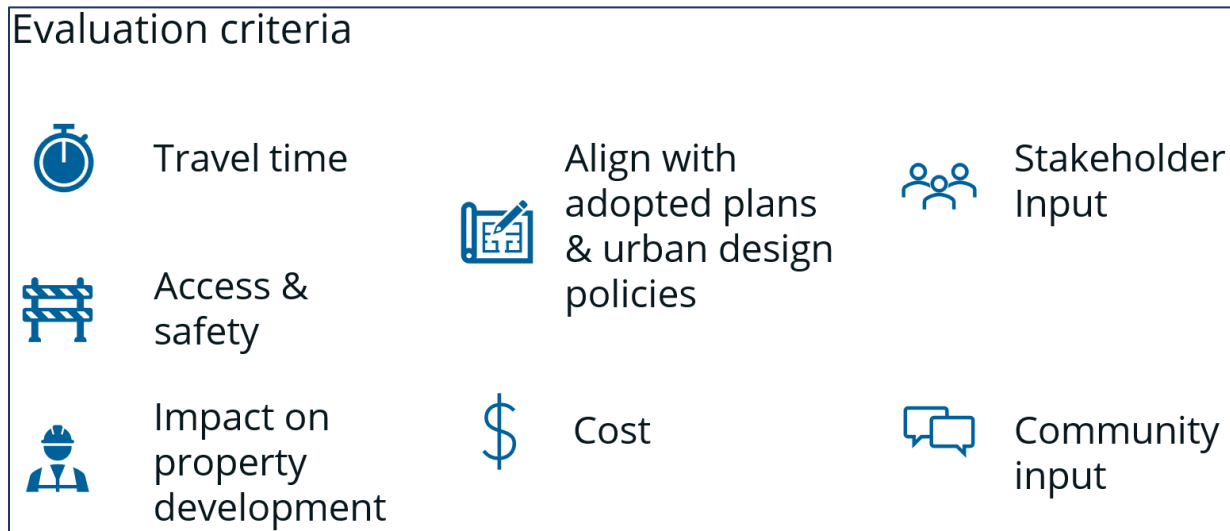 Evaluation criteria
Travel time
Access &
safety
Impact on
property
development
Align with
adopted plans
& urban design
policies
$ Cost
Stakeholder
Input
Community
input